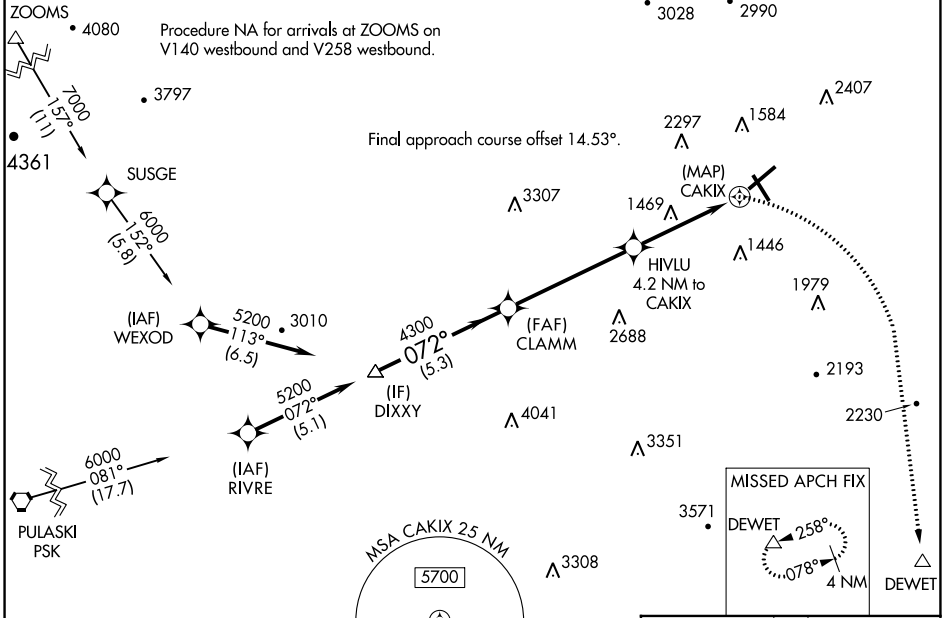 ZOOMS
4080
Procedure NA for arrivals at ZOOMS on
V140 westbound and V258 westbound.
3028
2990
7000
157°
(11)
3797
4361
2407
1584
2297
Final approach course offset 14.53°.
SUSGE
(MAP)
CAKIX
6000
152°
(5.8)
3307
1469
1446
HIVLU
4.2 NM to
CAKIX
1979
(IAF)
WEXOD
5200
113°
(6.5)
3010
4300
072°
(5.3)
(FAF)
CLAMM
2688
(IF)
DIXXY
2193
2230
5200
072°
(5.1)
4041
(IAF)
RIVRE
3351
6000
081°
(17.7)
PULASKI
PSK
MISSED APCH FIX
DEWET
258°
078°
4 NM
3571
DEWET
MSA CAKIX 25 NM
5700
3308